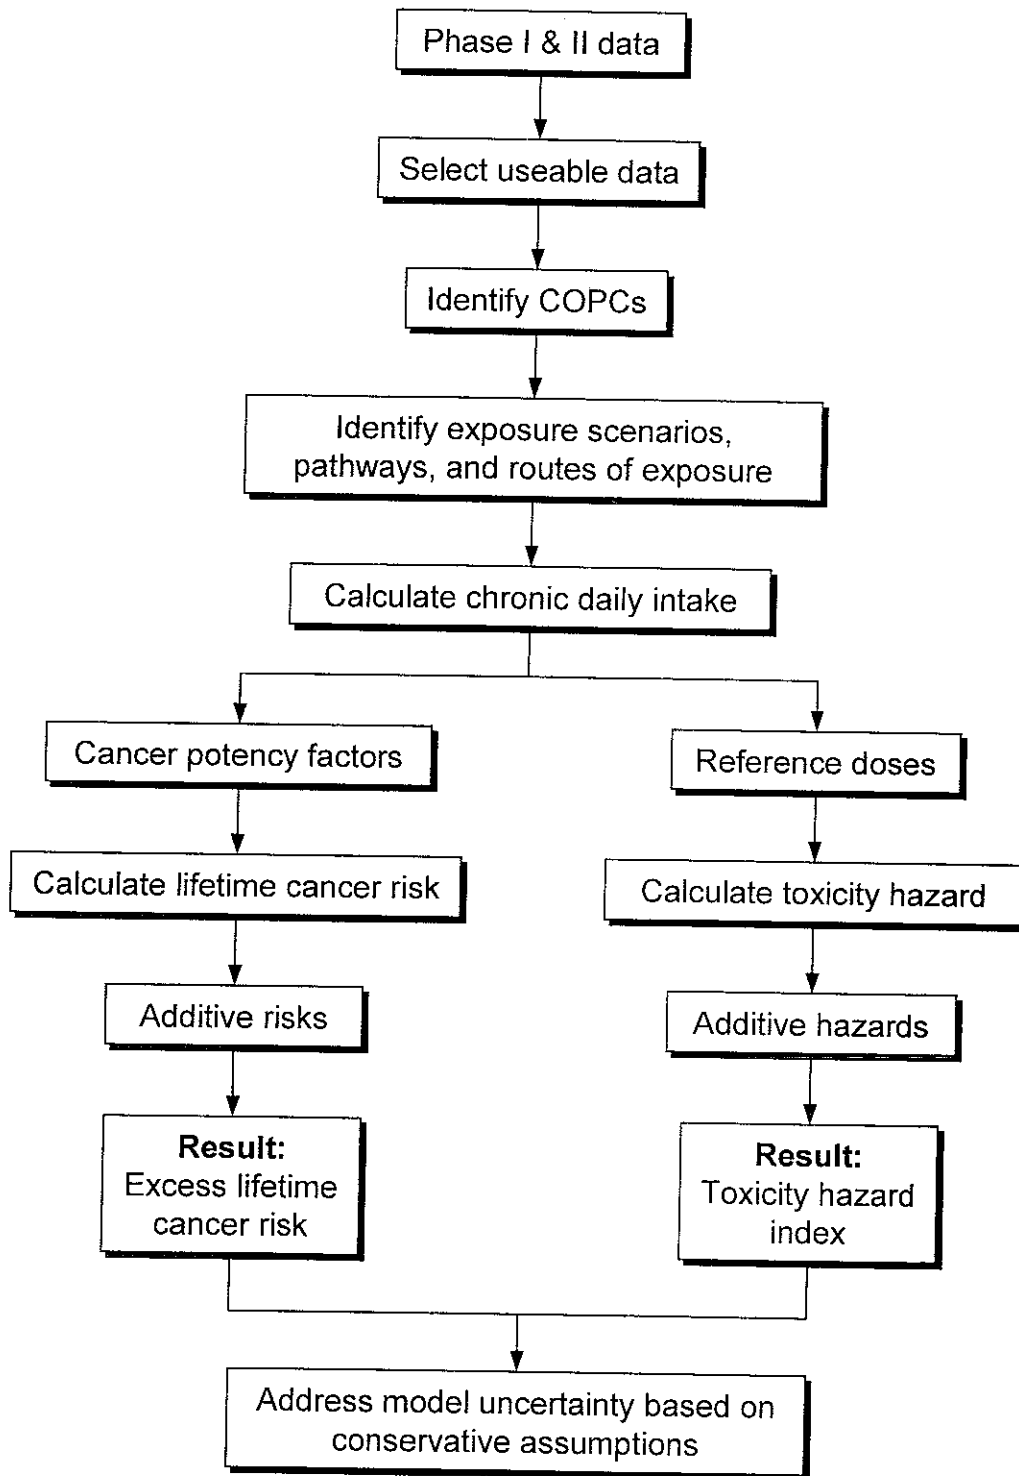 Phase I & II data
Select useable data
Identify COPCs
Identify exposure scenarios,
pathways, and routes of exposure
Calculate chronic daily intake
Cancer potency factors
Calculate lifetime cancer risk
Additive risks
Result:
Excess lifetime
cancer risk
Reference doses
Calculate toxicity hazard
Additive hazards
Result:
Toxicity hazard
index
Address model uncertainty based on
conservative assumptions